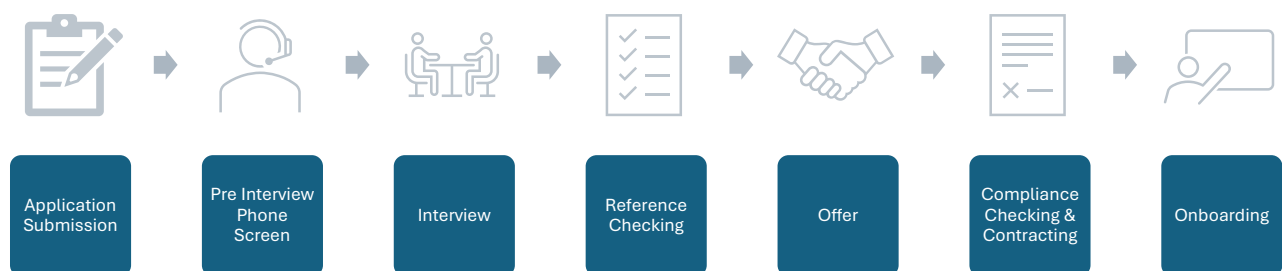 Application
Submission
Pre Interview
Phone
Screen
Interview
Reference
Checking
Offer
Compliance
Checking &
Contracting
Onboarding